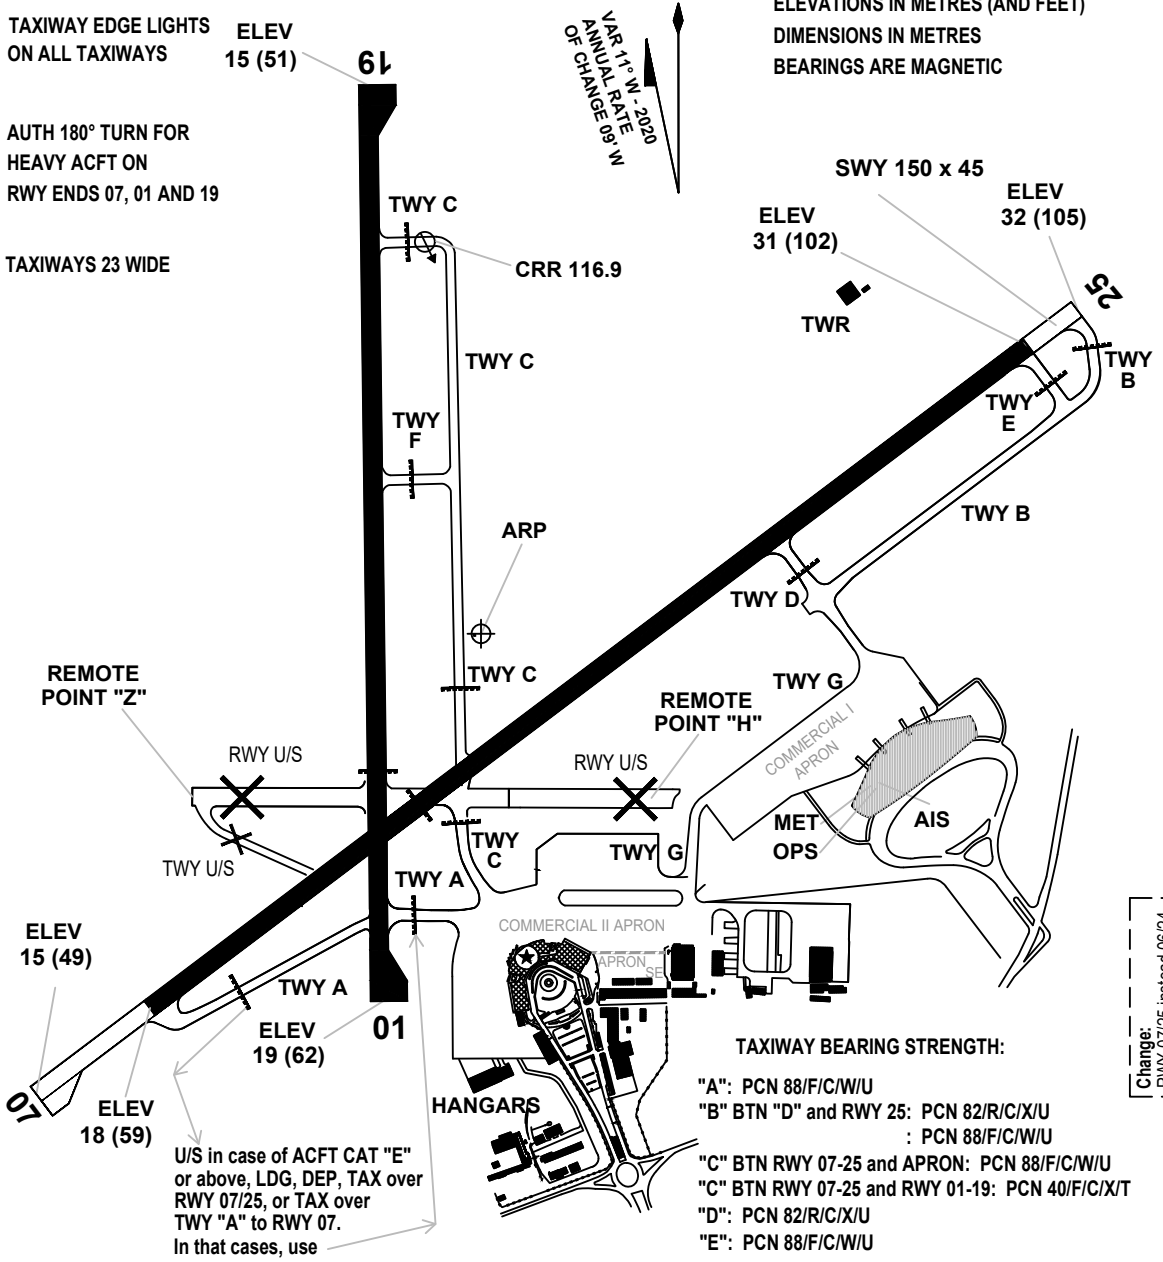 TAXIWAY EDGE LIGHTS
ON ALL TAXIWAYS
ELEV
15 (51)
19
VAR 11° W - 2020
ANNUAL RATE
OF CHANGE 09' W
ELEVATIONS IN METRES (AND FEET)
DIMENSIONS IN METRES
BEARINGS ARE MAGNETIC
AUTH 180° TURN FOR
HEAVY ACFT ON
RWY ENDS 07, 01 AND 19
TAXIWAYS 23 WIDE
SWY 150 x 45
ELEV
31 (102)
ELEV
32 (105)
25
TWY C
CRR 116.9
TWR
TWY C
TWY
B
TWY
E
TWY
F
TWY B
ARP
TWY D
REMOTE
POINT "Z"
TWY C
TWY G
REMOTE
POINT "H"
COMMERCIAL I
APRON
RWY U/S
RWY U/S
TWY U/S
TWY
C
TWY G
MET
OPS
AIS
TWY A
COMMERCIAL II APRON
APRON
SE
ELEV
15 (49)
TWY A
ELEV
19 (62)
01
07
ELEV
18 (59)
HANGARS
U/S in case of ACFT CAT "E"
or above, LDG, DEP, TAX over
RWY 07/25, or TAX over
TWY "A" to RWY 07.
In that cases, use
TAXIWAY BEARING STRENGTH:
"A": PCN 88/F/C/W/U
"B" BTN "D" and RWY 25: PCN 82/R/C/X/U
: PCN 88/F/C/W/U
"C" BTN RWY 07-25 and APRON: PCN 88/F/C/W/U
"C" BTN RWY 07-25 and RWY 01-19: PCN 40/F/C/X/T
"D": PCN 82/R/C/X/U
"E": PCN 88/F/C/W/U
Change:
RWY 07/25 instead 06/24